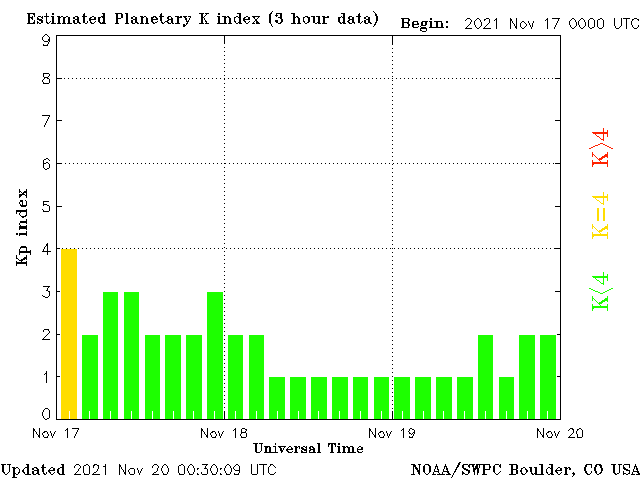 Estimated Planetary K index (3 hour data)
Begin: 2021 Nov 17 0000 UTC
9
8
7
6
5
4
3
2
1
0
Kp index
K>4
K=4
K<4
Nov 17
Nov 18
Nov 19
Nov 20
Universal Time
Updated 2021 Nov 20 00:30:09 UTC
NOAA/SWPC Boulder, CO USA